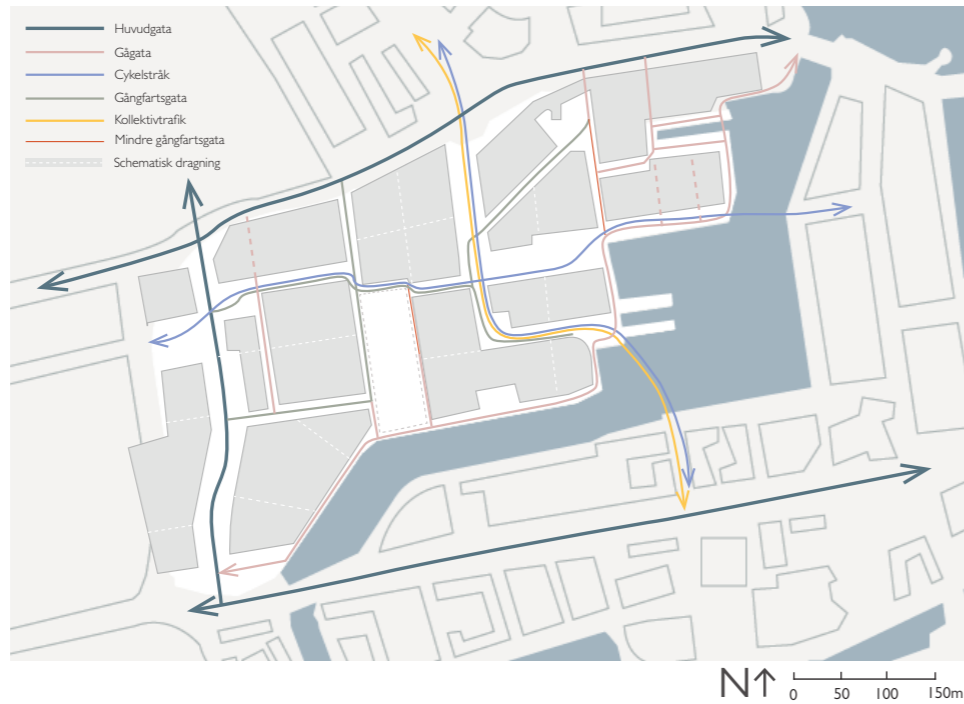 Huvudgata
Gågata
Cykelstråk
Gångfartsgata
Kollektivtrafik
Mindre gångfartsgata
Schematisk dragning
N↑
0 50 100 150m